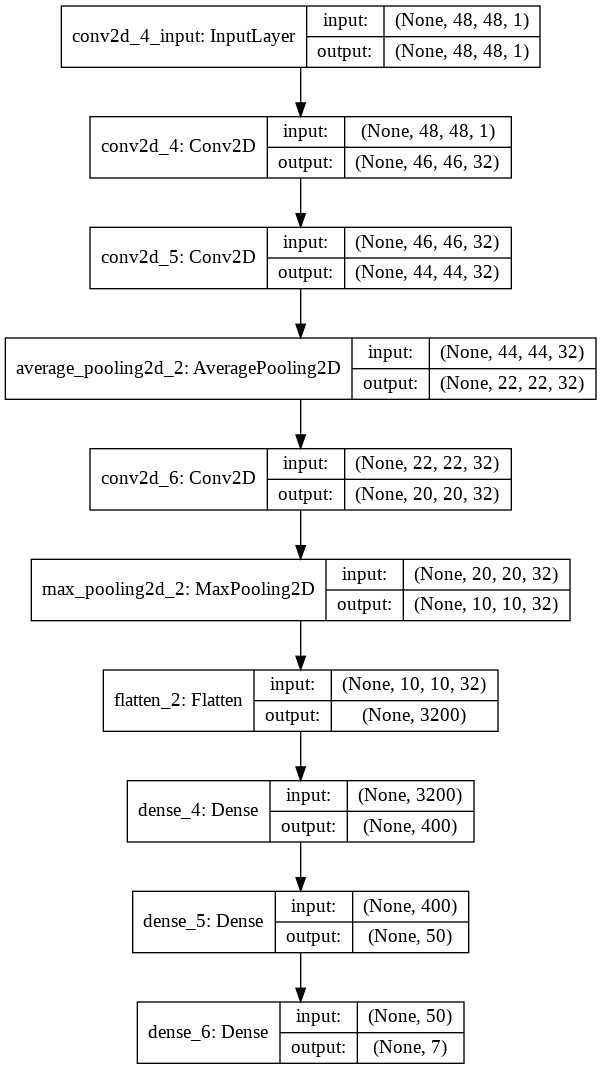 conv2d_4_input: InputLayer
input: (None, 48, 48, 1)
output: (None, 48, 48, 1)
conv2d_4: Conv2D
input: (None, 48, 48, 1)
output: (None, 46, 46, 32)
conv2d_5: Conv2D
input: (None, 46, 46, 32)
output: (None, 44, 44, 32)
average_pooling2d_2: AveragePooling2D
input: (None, 44, 44, 32)
output: (None, 22, 22, 32)
conv2d_6: Conv2D
input: (None, 22, 22, 32)
output: (None, 20, 20, 32)
max_pooling2d_2: MaxPooling2D
input: (None, 20, 20, 32)
output: (None, 10, 10, 32)
flatten_2: Flatten
input: (None, 10, 10, 32)
output: (None, 3200)
dense_4: Dense
input: (None, 3200)
output: (None, 400)
dense_5: Dense
input: (None, 400)
output: (None, 50)
dense_6: Dense
input: (None, 50)
output: (None, 7)